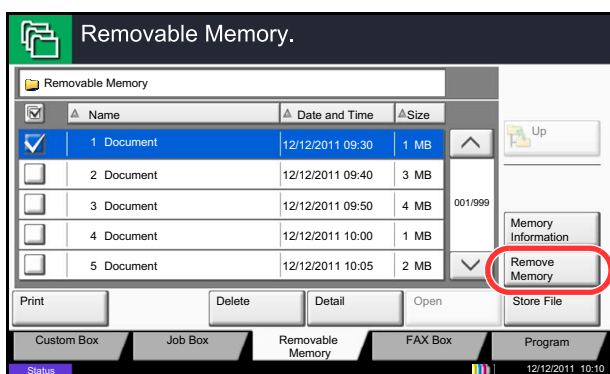 Removable Memory.
Removable Memory
Name Date and Time Size
1 Document 12/12/2011 09:30 1 MB
2 Document 12/12/2011 09:40 3 MB
3 Document 12/12/2011 09:50 4 MB
4 Document 12/12/2011 10:00 1 MB
5 Document 12/12/2011 10:05 2 MB
001/999
Up
Memory
Information
Remove
Memory
Print Delete Detail Open Store File
Custom Box Job Box Removable
Memory FAX Box Program
Status 12/12/2011 10:10